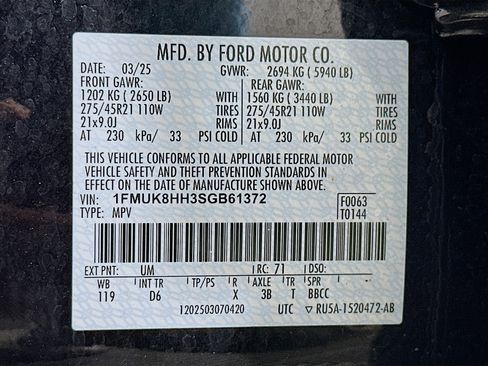 MFD. BY FORD MOTOR CO.
DATE: 03/25 GVWR: 2694 KG ( 5940 LB)
FRONT GAWR: REAR GAWR:
1202 KG ( 2650 LB) WITH 1560 KG ( 3440 LB) WITH
275/45R21 110W TIRES 275/45R21 110W TIRES
21x9.0J RIMS 21x9.0J RIMS
AT 230 kPa/ 33 PSI COLD AT 230 kPa/ 33 PSI COLD
THIS VEHICLE CONFORMS TO ALL APPLICABLE FEDERAL MOTOR
VEHICLE SAFETY AND THEFT PREVENTION STANDARDS IN
EFFECT ON THE DATE OF MANUFACTURE SHOWN ABOVE.
VIN: 1FMUK8HH3SGB61372 F0063
TYPE: MPV T0144
EXT PNT: UM RC: 71 DSO:
WB INT TR TP/PS R AXLE TR SPR
119 D6 X 3B T BBCC
1202503070420 UTC ▽ RU5A-1520472-AB